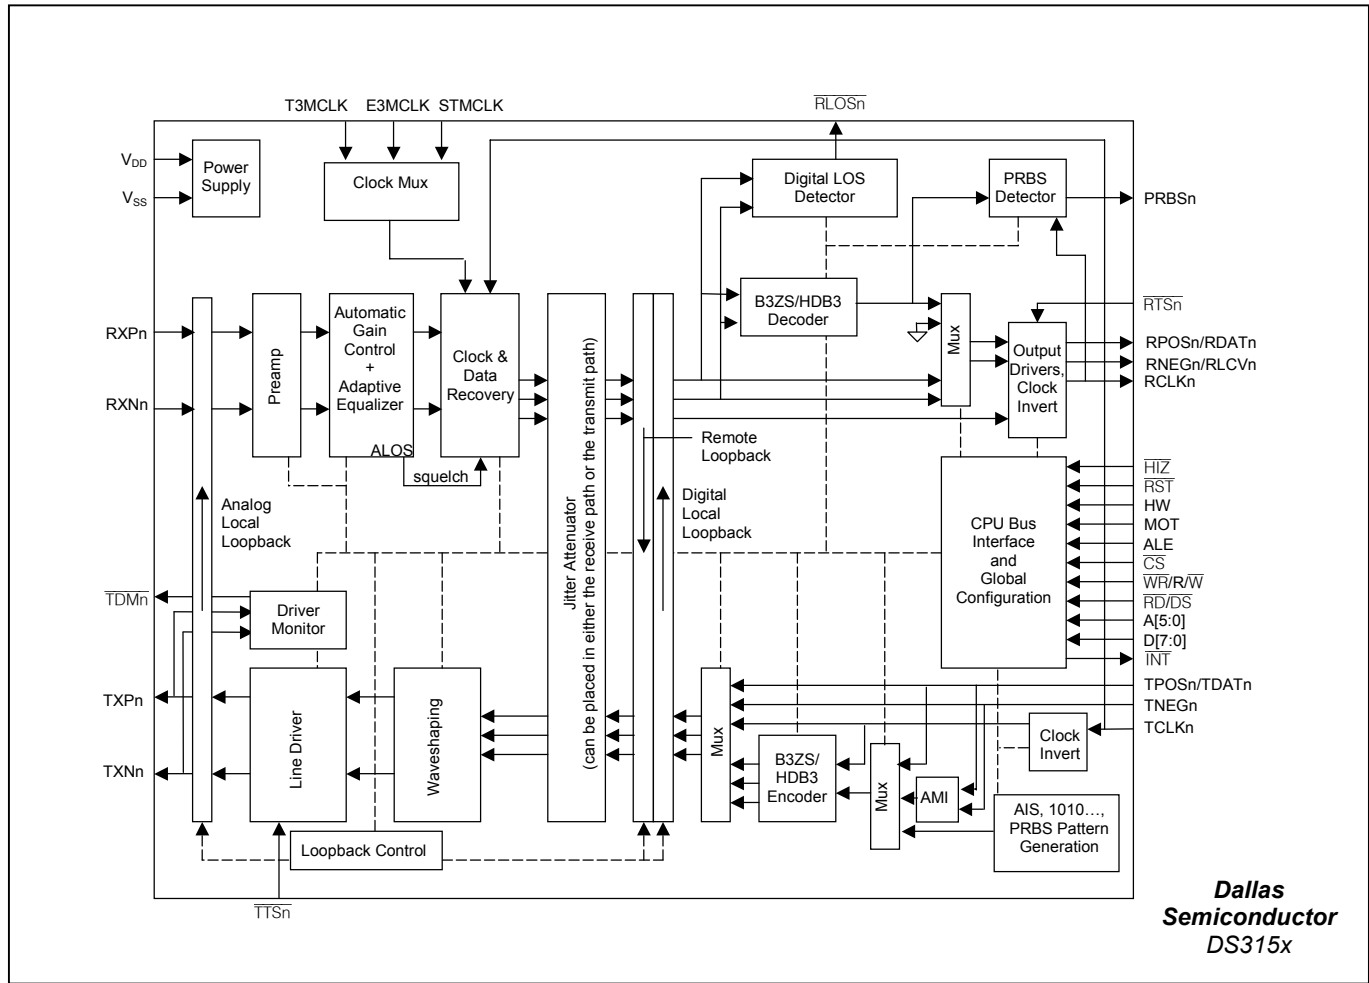 T3MCLK E3MCLK STMCLK
RLOSn
VDD
VSS
Power
Supply
Clock Mux
Digital LOS
Detector
PRBS
Detector
PRBSn
RXPn
RXNn
Preamp
Automatic
Gain
Control
+
Adaptive
Equalizer
ALOS
squelch
Clock &
Data
Recovery
Jitter Attenuator
(can be placed in either the receive path or the transmit path)
B3ZS/HDB3
Decoder
Mux
Output
Drivers,
Clock
Invert
RTSn
RPOSn/RDATn
RNEGn/RLCVn
RCLKn
Remote
Loopback
Analog
Local
Loopback
Digital
Local
Loopback
CPU Bus
Interface
and
Global
Configuration
HIZ
RST
HW
MOT
ALE
CS
WR/R/W
RD/DS
A[5:0]
D[7:0]
INT
TDMn
Driver
Monitor
TXPn
TXNn
Line Driver
Waveshaping
Mux
B3ZS/
HDB3
Encoder
Mux
AMI
Clock
Invert
TPOSn/TDATn
TNEGn
TCLKn
AIS, 1010...,
PRBS Pattern
Generation
Loopback Control
TTSn
Dallas
Semiconductor
DS315x